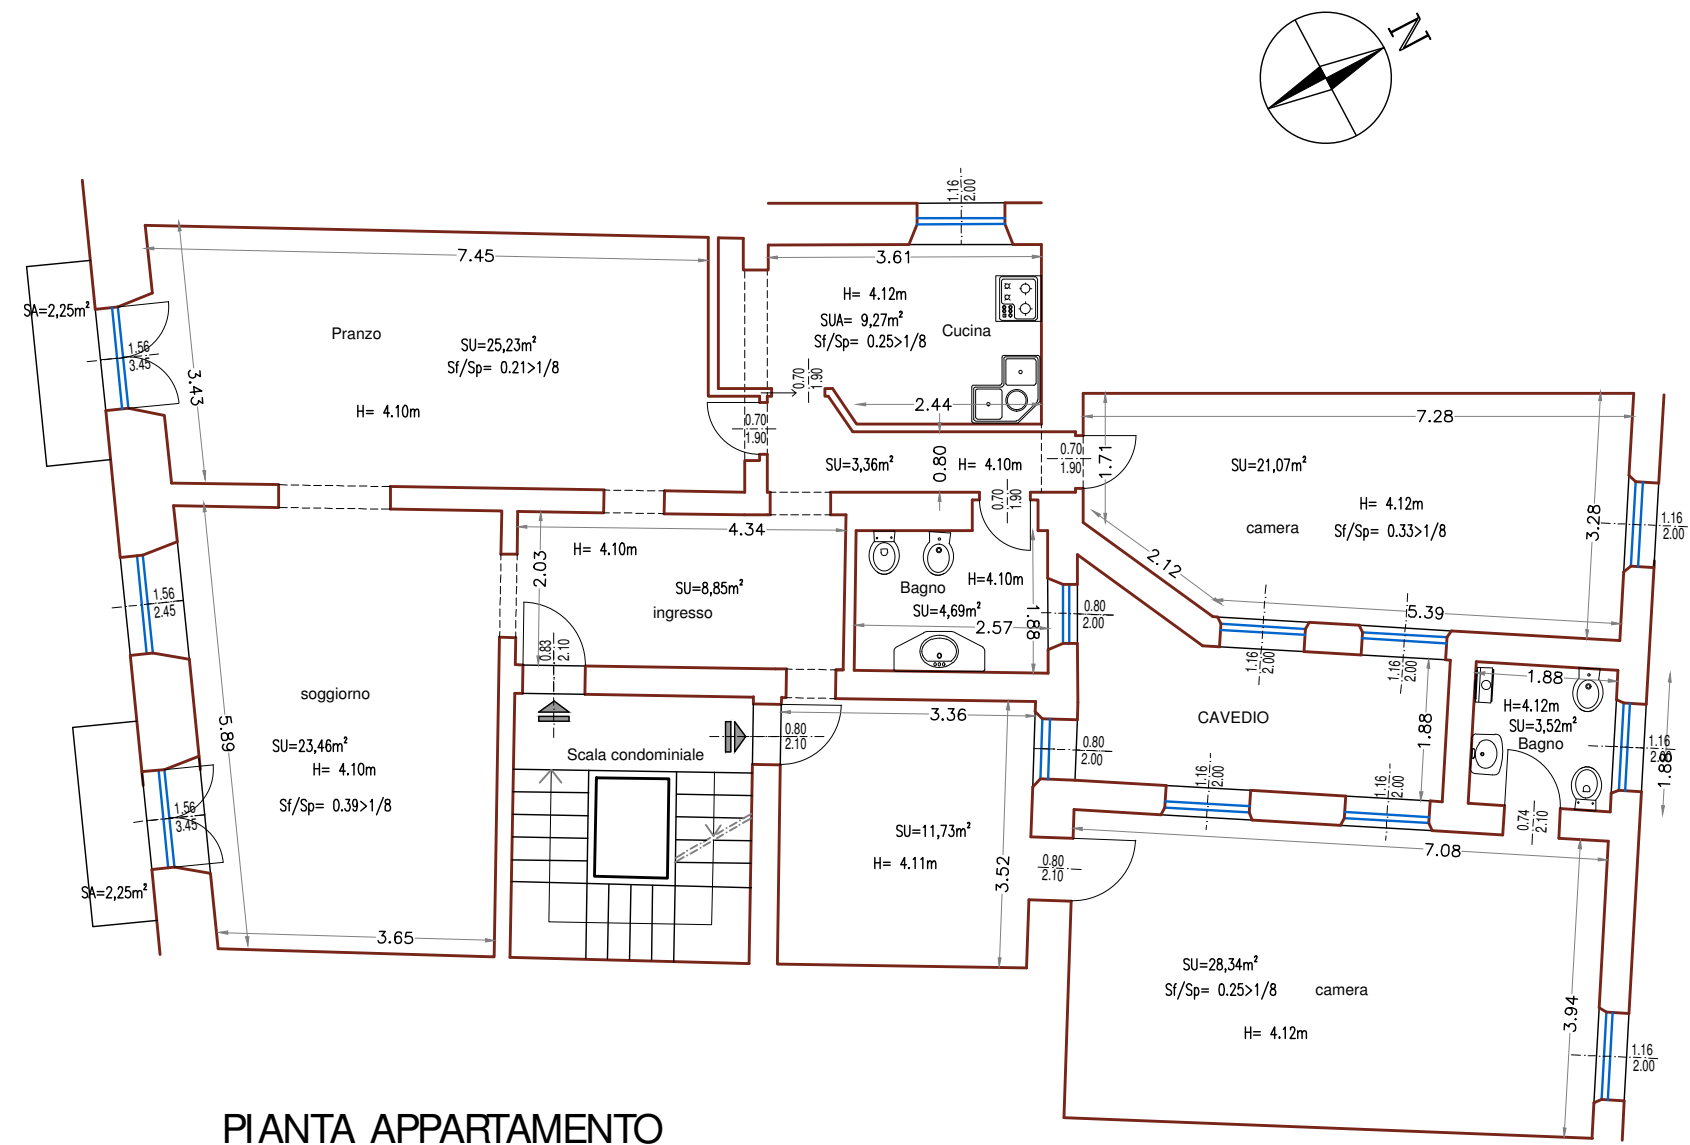 N
1.16
2.00
7.45
3.61
H= 4.12m
SUA= 9,27m²
Sf/Sp= 0.25>1/8
Cucina
SA=2,25m²
Pranzo
SU=25,23m²
Sf/Sp= 0.21>1/8
1.56
3.45
3.43
H= 4.10m
0.70
1.90
2.44
0.70
1.90
7.28
SU=3,36m²
0.80
H= 4.10m
0.70
1.90
1.71
SU=21,07m²
0.70
1.90
H= 4.12m
camera
Sf/Sp= 0.33>1/8
3.28
1.16
2.00
4.34
H= 4.10m
2.03
SU=8,85m²
ingresso
2.12
Bagno
H=4.10m
SU=4,69m²
2.57
1.88
0.80
2.00
5.39
1.56
2.45
0.83
2.10
1.16
2.00
1.16
2.00
soggiorno
5.89
SU=23,46m²
H= 4.10m
Sf/Sp= 0.39>1/8
1.56
3.45
SA=2,25m²
3.65
Scala condominiale
0.80
2.10
3.36
0.80
2.00
CAVEDIO
1.88
1.88
H=4.12m
SU=3,52m²
Bagno
1.16
1.88
1.16
2.00
1.16
2.00
0.74
2.10
SU=11,73m²
H= 4.11m
3.52
0.80
2.10
7.08
SU=28,34m²
Sf/Sp= 0.25>1/8
camera
H= 4.12m
3.94
1.16
2.00
PIANTA APPARTAMENTO